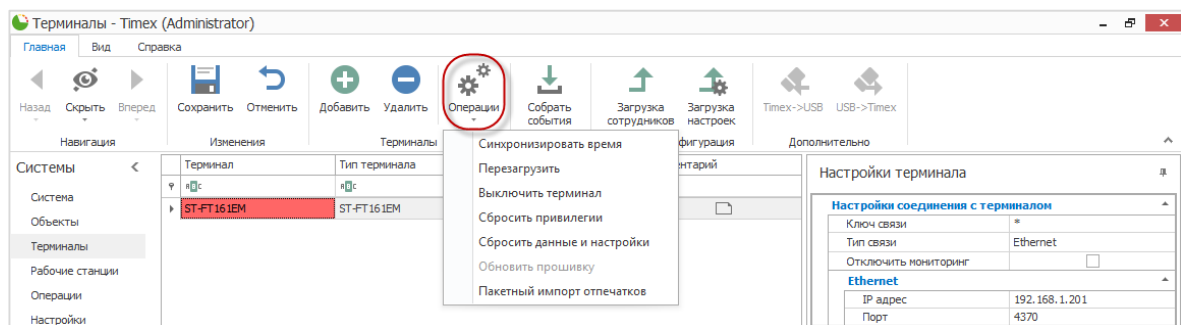 Терминалы - Timex (Administrator)
Главная Вид Справка
Назад Скрыть Вперед Сохранить Отменить Добавить Удалить Операции Собрать события Загрузка сотрудников Загрузка настроек Timex->USB USB->Timex
Навигация Изменения Терминалы фигурация Дополнительно
Синхронизировать время
Перезагрузить
Выключить терминал
Сбросить привилегии
Сбросить данные и настройки
Обновить прошивку
Пакетный импорт отпечатков
Системы
Система
Объекты
Терминалы
Рабочие станции
Операции
Настройки
Терминал Тип терминала ентарий
ST-FT161EM ST-FT161EM
Настройки терминала
Настройки соединения с терминалом
Ключ связи *
Тип связи Ethernet
Отключить мониторинг
Ethernet
IP адрес 192.168.1.201
Порт 4370